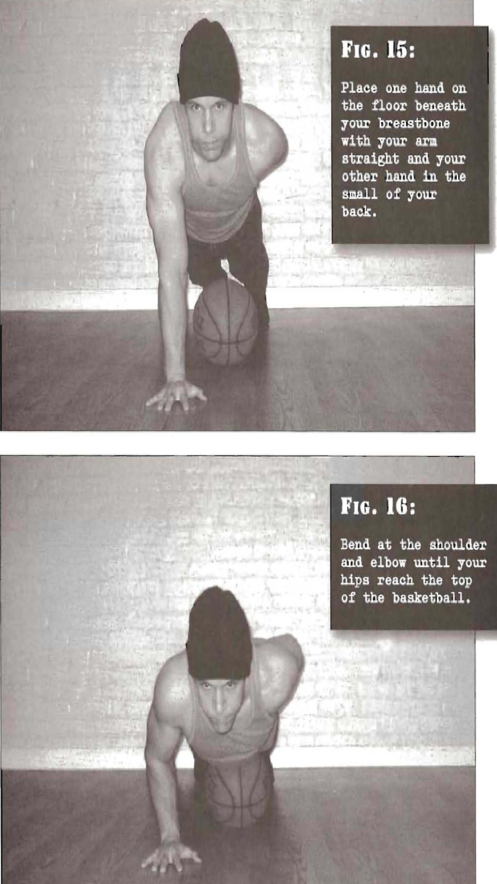 FIG. 15:
Place one hand on
the floor beneath
your breastbone
with your arm
straight and your
other hand in the
small of your
back.
FIG. 16:
Bend at the shoulder
and elbow until your
hips reach the top
of the basketball.